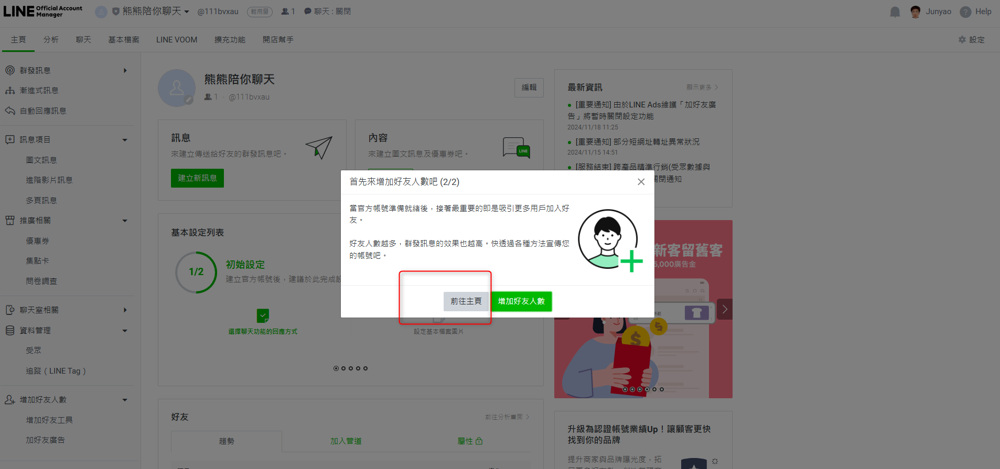 LINE Official Account Manager
熊熊陪你聊天
@111bvxau
輕用量
1
聊天 : 關閉
Junyao
? Help
主頁
分析
聊天
基本檔案
LINE VOOM
擴充功能
開店幫手
設定
群發訊息
漸進式訊息
自動回應訊息
訊息項目
圖文訊息
進階影片訊息
多頁訊息
推廣相關
優惠券
集點卡
問卷調查
聊天室相關
資料管理
受眾
追蹤（LINE Tag）
增加好友人數
增加好友工具
加好友廣告
熊熊陪你聊天
1 · @111bvxau
編輯
訊息
來建立傳送給好友的群發訊息吧。
建立新訊息
內容
來建立圖文訊息及優惠券吧。
LINE
基本設定列表
1/2
初始設定
建立官方帳號後，建議於此完成設
選擇聊天功能的回應方式
設定基本檔案圖片
首先來增加好友人數吧 (2/2)
當官方帳號準備就緒後，接著最重要的即是吸引更多用戶加入好
友。
好友人數越多，群發訊息的效果也越高。快透過各種方法宣傳您
的帳號吧。
前往主頁
增加好友人數
好友
前往分析畫面
趨勢
加入管道
屬性
最新資訊
顯示更多
[重要通知] 由於LINE Ads維護「加好友廣
告」將暫時關閉設定功能
2024/11/18 11:25
[重要通知] 部分短網址轉址異常狀況
2024/11/15 14:51
[服務結束] 跨產品精準行銷(受眾數據與
關閉通知
新客留舊客
5,000廣告金
升級為認證帳號業績Up！讓顧客更快
找到你的品牌
提升商家與品牌曝光度，拓